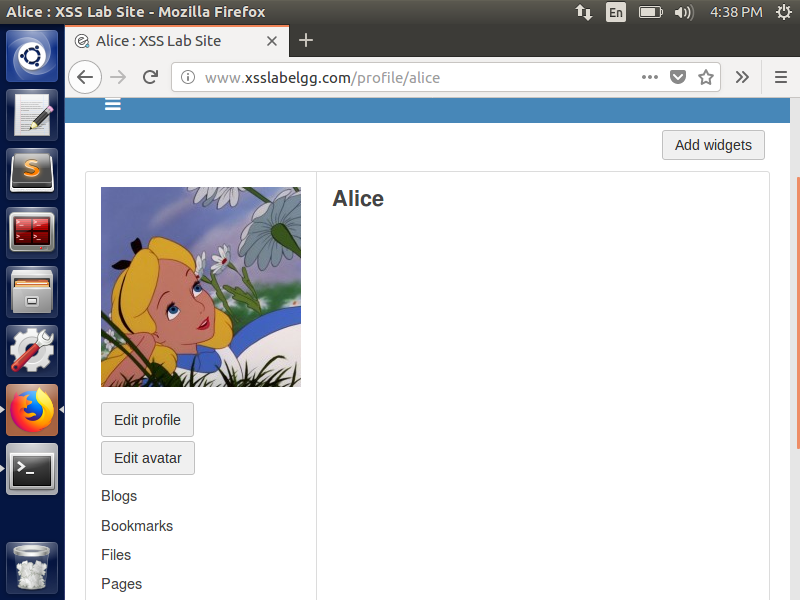 Alice : XSS Lab Site - Mozilla Firefox
En
4:38 PM
Alice : XSS Lab Site
www.xsslabelgg.com/profile/alice
Add widgets
Alice
Edit profile
Edit avatar
Blogs
Bookmarks
Files
Pages